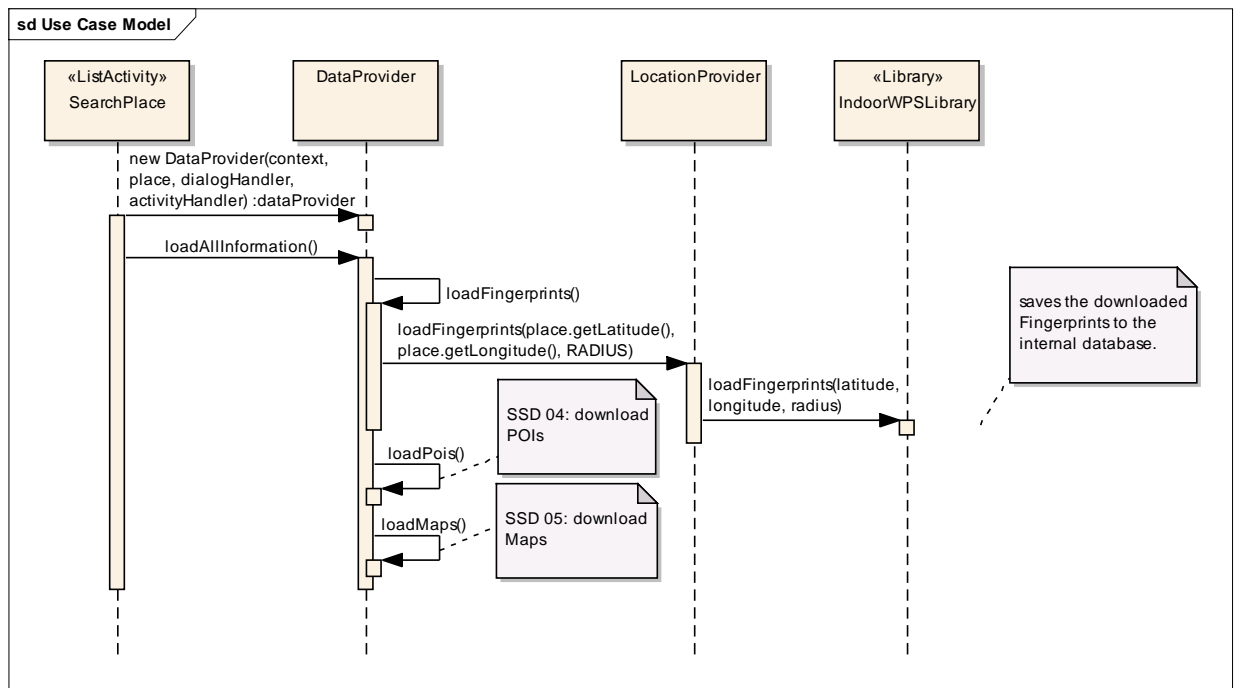 sd Use Case Model
«ListActivity»
SearchPlace
DataProvider
LocationProvider
«Library»
IndoorWPSLibrary
new DataProvider(context,
place, dialogHandler,
activityHandler) :dataProvider
loadAllInformation()
loadFingerprints()
loadFingerprints(place.getLatitude(),
place.getLongitude(), RADIUS)
saves the downloaded
Fingerprints to the
internal database.
loadFingerprints(latitude,
longitude, radius)
SSD 04: download
POIs
loadPois()
SSD 05: download
Maps
loadMaps()